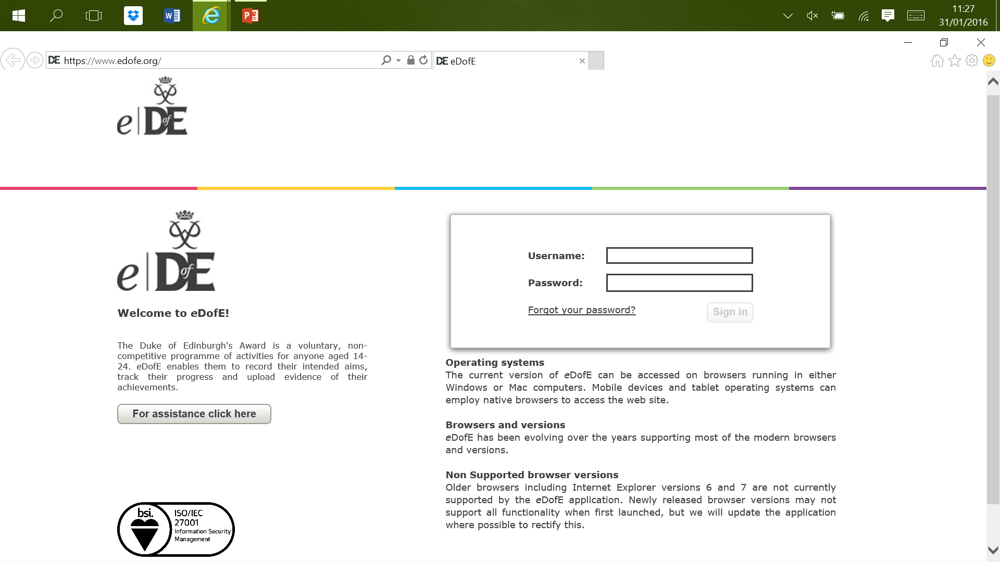 11:27
31/01/2016
https://www.edofe.org/
DE eDofE
e|DofE
e|DofE
Welcome to eDofE!
The Duke of Edinburgh's Award is a voluntary, non-
competitive programme of activities for anyone aged 14-
24. eDofE enables them to record their intended aims,
track their progress and upload evidence of their
achievements.
For assistance click here
bsi.
ISO/IEC
27001
Information Security
Management
Username:
Password:
Forgot your password?
Sign in
Operating systems
The current version of eDofE can be accessed on browsers running in either
Windows or Mac computers. Mobile devices and tablet operating systems can
employ native browsers to access the web site.
Browsers and versions
eDofE has been evolving over the years supporting most of the modern browsers
and versions.
Non Supported browser versions
Older browsers including Internet Explorer versions 6 and 7 are not currently
supported by the eDofE application. Newly released browser versions may not
support all functionality when first launched, but we will update the application
where possible to rectify this.